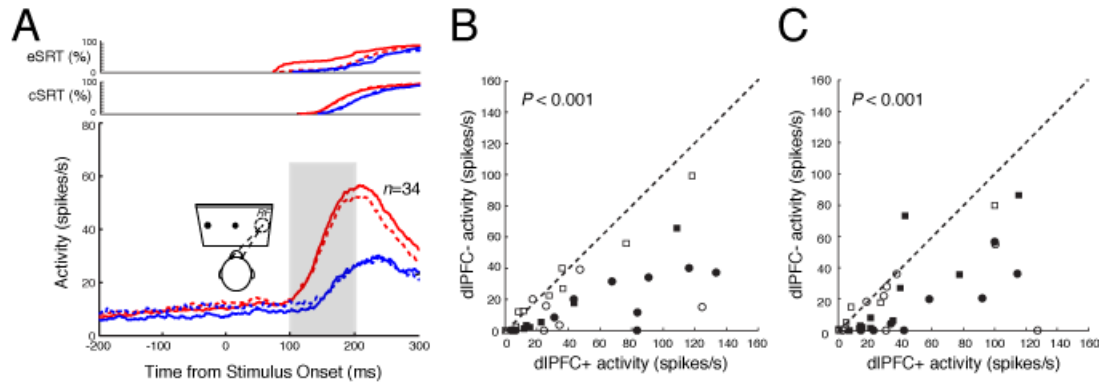 A
eSRT (%)
100
0
cSRT (%)
100
0
Activity (spikes/s)
80
60
40
20
0
n=34
RF
-200 -100 0 100 200 300
Time from Stimulus Onset (ms)
B
P < 0.001
dlPFC- activity (spikes/s)
160
140
120
100
80
60
40
20
0
0 20 40 60 80 100 120 140 160
dlPFC+ activity (spikes/s)
C
P < 0.001
dlPFC- activity (spikes/s)
160
140
120
100
80
60
40
20
0
0 20 40 60 80 100 120 140 160
dlPFC+ activity (spikes/s)